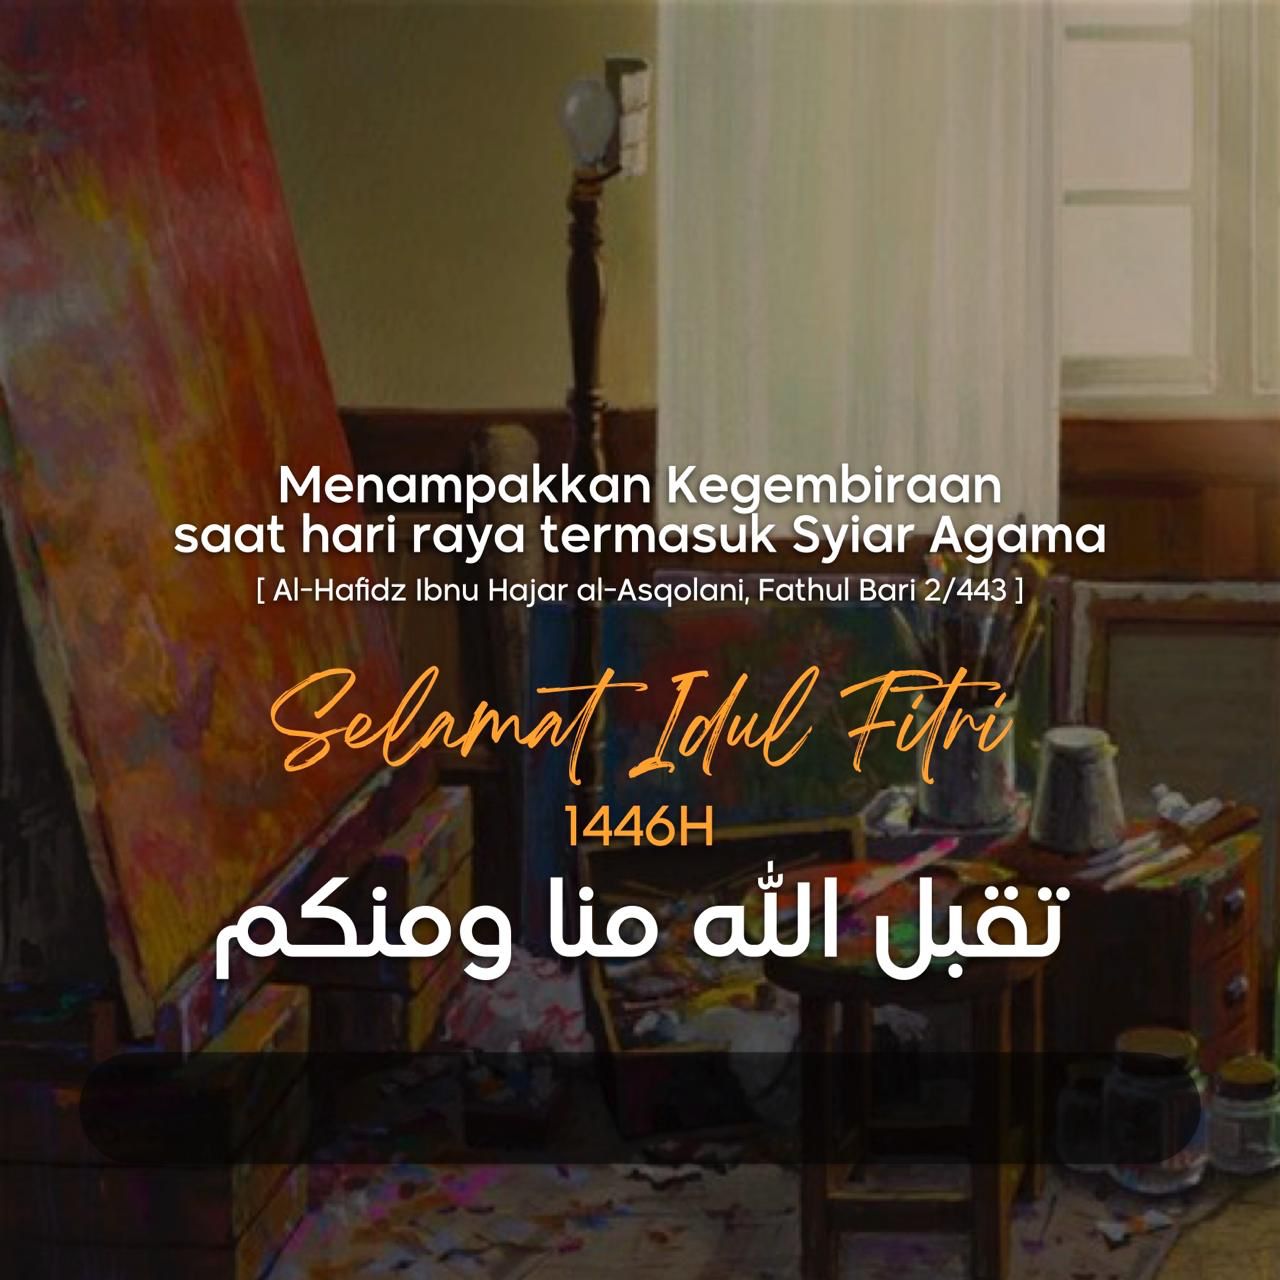 Menampakkan Kegembiraan
saat hari raya termasuk Syiar Agama
[ Al-Hafidz Ibnu Hajar al-Asqolani, Fathul Bari 2/443 ]
Selamat Idul Fitri
1446H
تقبل الله منا ومنكم